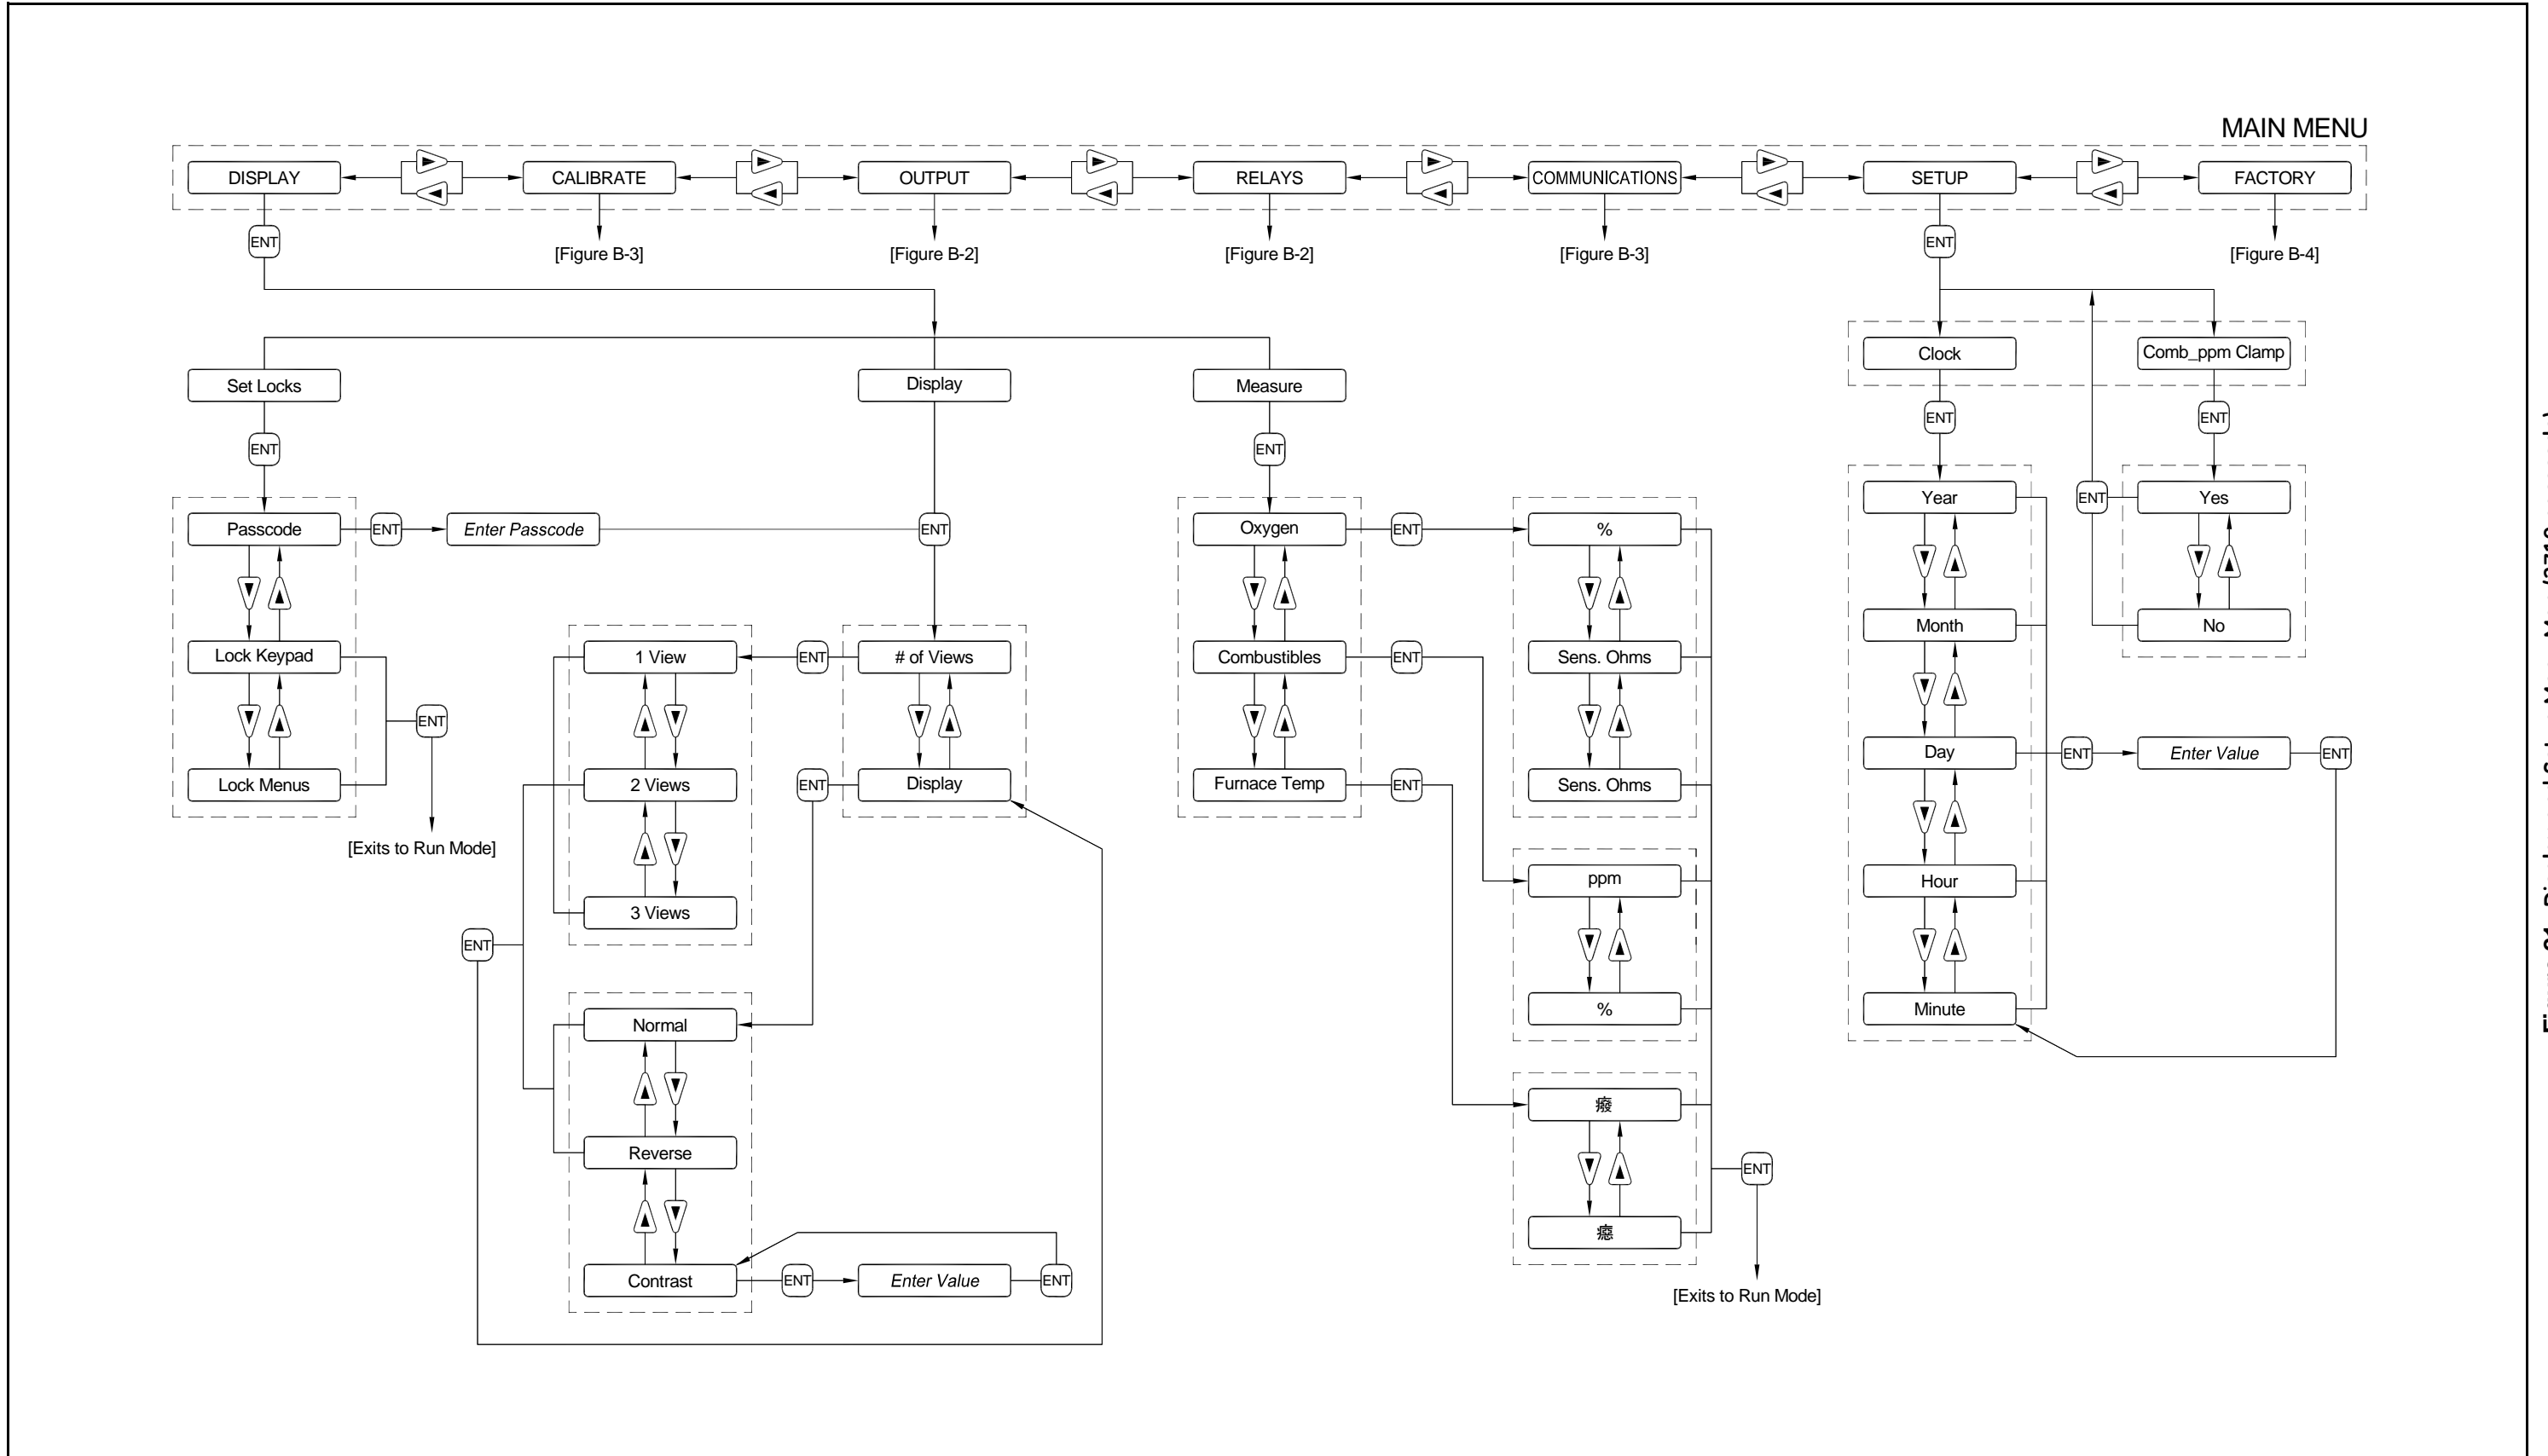 MAIN MENU
DISPLAY
CALIBRATE
OUTPUT
RELAYS
COMMUNICATIONS
SETUP
FACTORY
ENT
[Figure B-3]
[Figure B-2]
[Figure B-2]
[Figure B-3]
ENT
[Figure B-4]
Set Locks
Display
Measure
Clock
Comb_ppm Clamp
ENT
ENT
ENT
ENT
Passcode
ENT
Enter Passcode
ENT
Lock Keypad
Lock Menus
ENT
[Exits to Run Mode]
1 View
ENT
# of Views
2 Views
ENT
Display
3 Views
ENT
Normal
Reverse
Contrast
ENT
Enter Value
ENT
Oxygen
ENT
%
Combustibles
ENT
Sens. Ohms
Furnace Temp
ENT
Sens. Ohms
ppm
%
癈
癋
ENT
[Exits to Run Mode]
Year
Month
Day
ENT
Enter Value
ENT
Hour
Minute
ENT
Yes
No